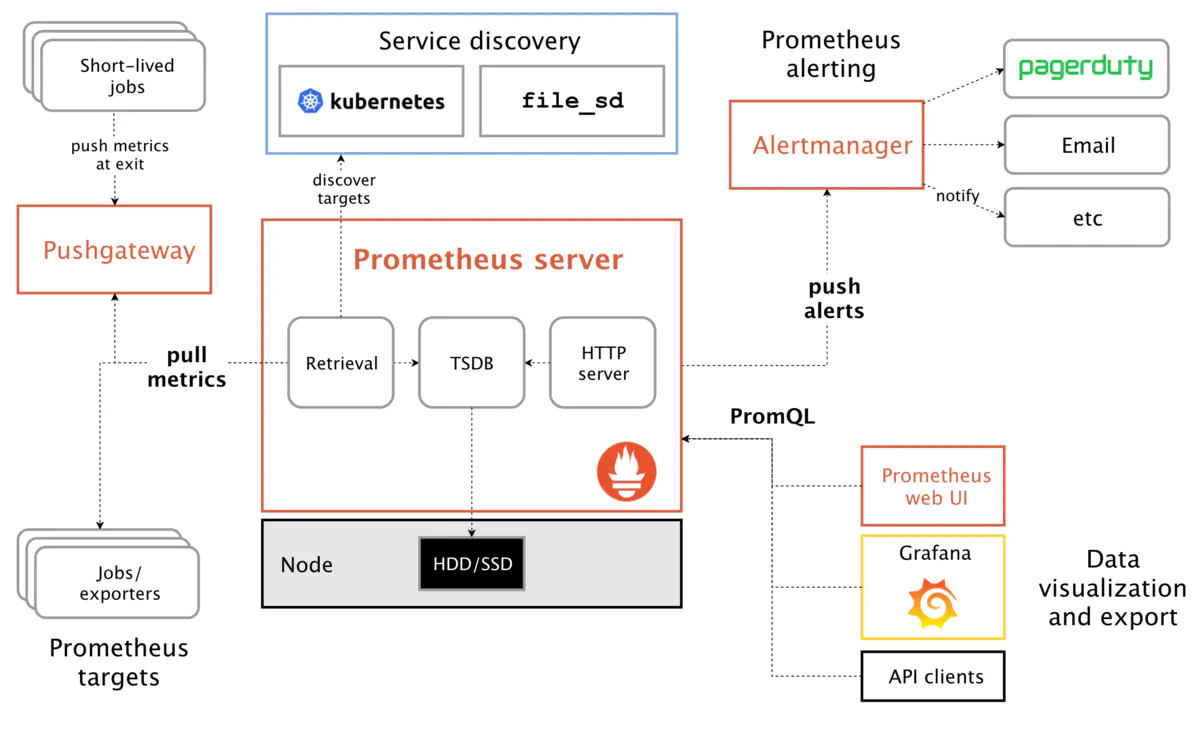 Short-lived
jobs
push metrics
at exit
Pushgateway
pull
metrics
Jobs/
exporters
Prometheus
targets
Service discovery
kubernetes
file_sd
discover
targets
Prometheus server
Retrieval
TSDB
HTTP
server
Node
HDD/SSD
Prometheus
alerting
Alertmanager
pagerduty
Email
etc
notify
push
alerts
PromQL
Prometheus
web UI
Grafana
API clients
Data
visualization
and export